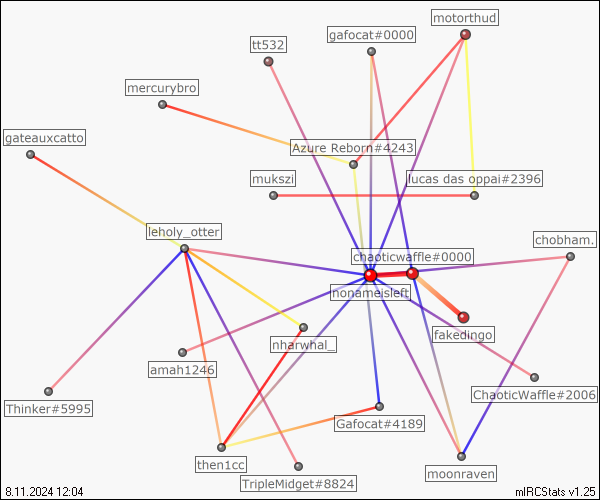 motorthud
gafocat#0000
tt532
mercurybro
gateauxcatto
Azure Reborn#4243
mukszi
lucas das oppai#2396
leholy_otter
chobham.
chaoticwaffle#0000
nonameisleft
fakedingo
nharwhal_
amah1246
ChaoticWaffle#2006
Thinker#5995
Gafocat#4189
then1cc
moonraven
TripleMidget#8824
8.11.2024 12:04
mIRCStats v1.25